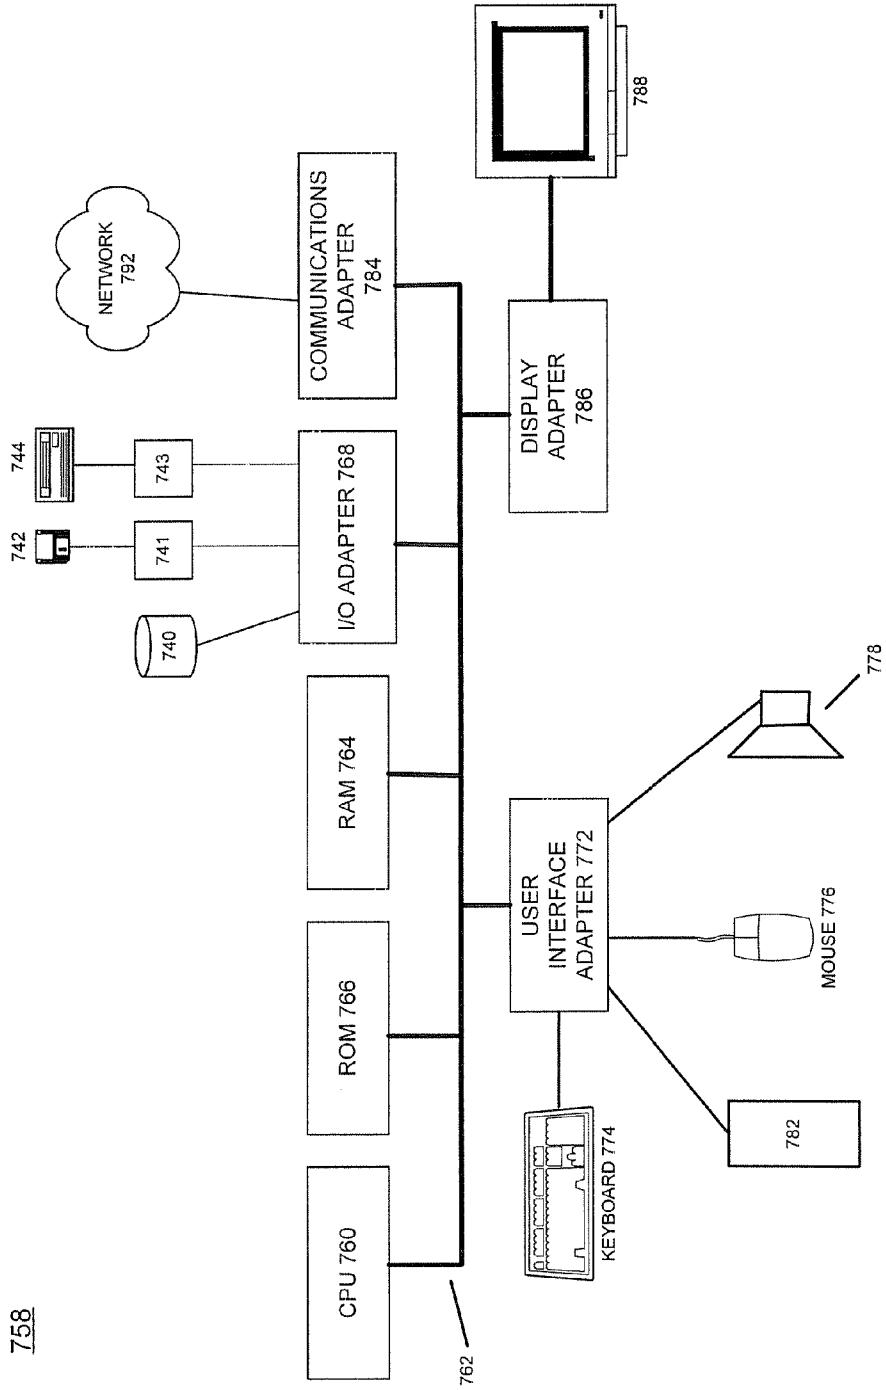 758
NETWORK
792
744
742
743
741
740
COMMUNICATIONS
ADAPTER
784
I/O ADAPTER 768
RAM 764
ROM 766
CPU 760
762
788
DISPLAY
ADAPTER
786
USER
INTERFACE
ADAPTER 772
KEYBOARD 774
782
MOUSE 776
778